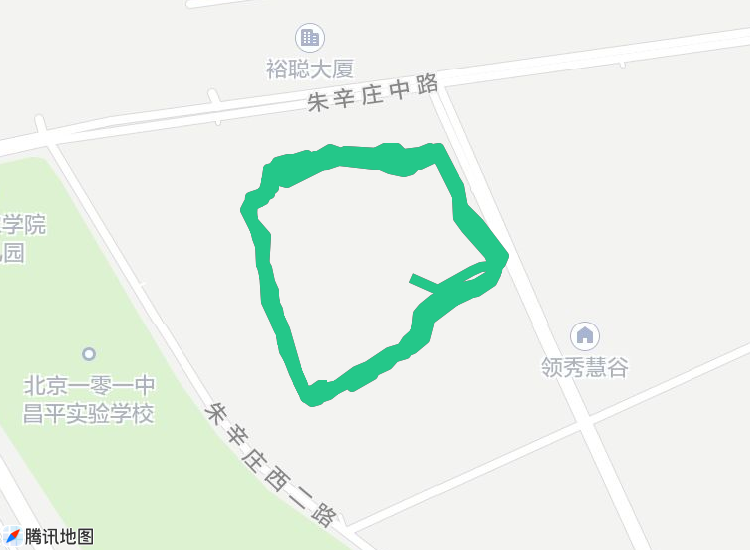 裕聪大厦
朱辛庄中路
学院
园
领秀慧谷
北京一零一中
昌平实验学校
朱辛庄西二路
腾讯地图